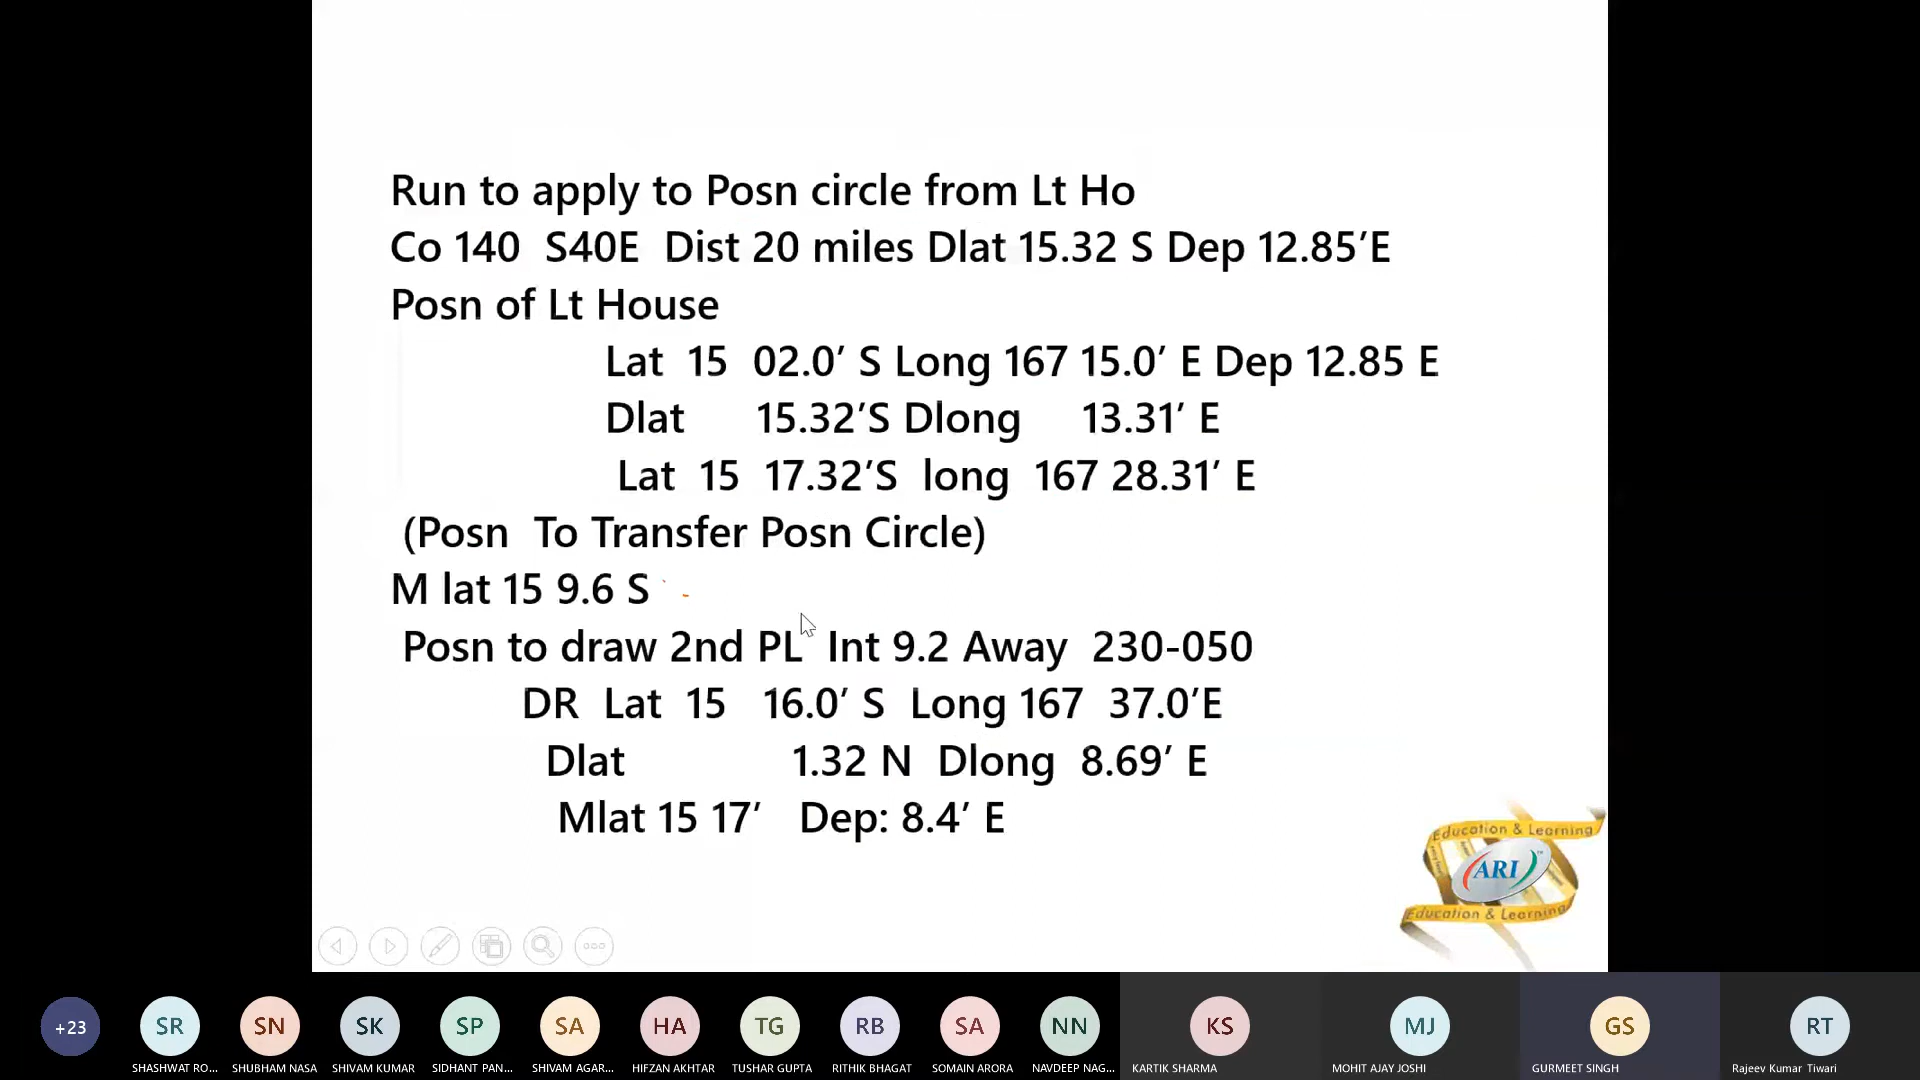 Run to apply to Posn circle from Lt Ho
Co 140 S40E Dist 20 miles Dlat 15.32 S Dep 12.85’E
Posn of Lt House
Lat 15 02.0’ S Long 167 15.0’ E Dep 12.85 E
Dlat 15.32’S Dlong 13.31’ E
Lat 15 17.32’S long 167 28.31’ E
(Posn To Transfer Posn Circle)
M lat 15 9.6 S
Posn to draw 2nd PL Int 9.2 Away 230-050
DR Lat 15 16.0’ S Long 167 37.0’E
Dlat 1.32 N Dlong 8.69’ E
Mlat 15 17’ Dep: 8.4’ E
Education & Learning
ARI
Education & Learning
+23 SR SN SK SP SA HA TG RB SA NN KS MJ GS RT
SHASHWAT RO... SHUBHAM NASA SHIVAM KUMAR SIDHANT PAN... SHIVAM AGAR... HIFZAN AKHTAR TUSHAR GUPTA RITHIK BHAGAT SOMAIN ARORA NAVDEEP NAG... KARTIK SHARMA MOHIT AJAY JOSHI GURMEET SINGH Rajeev Kumar Tiwari